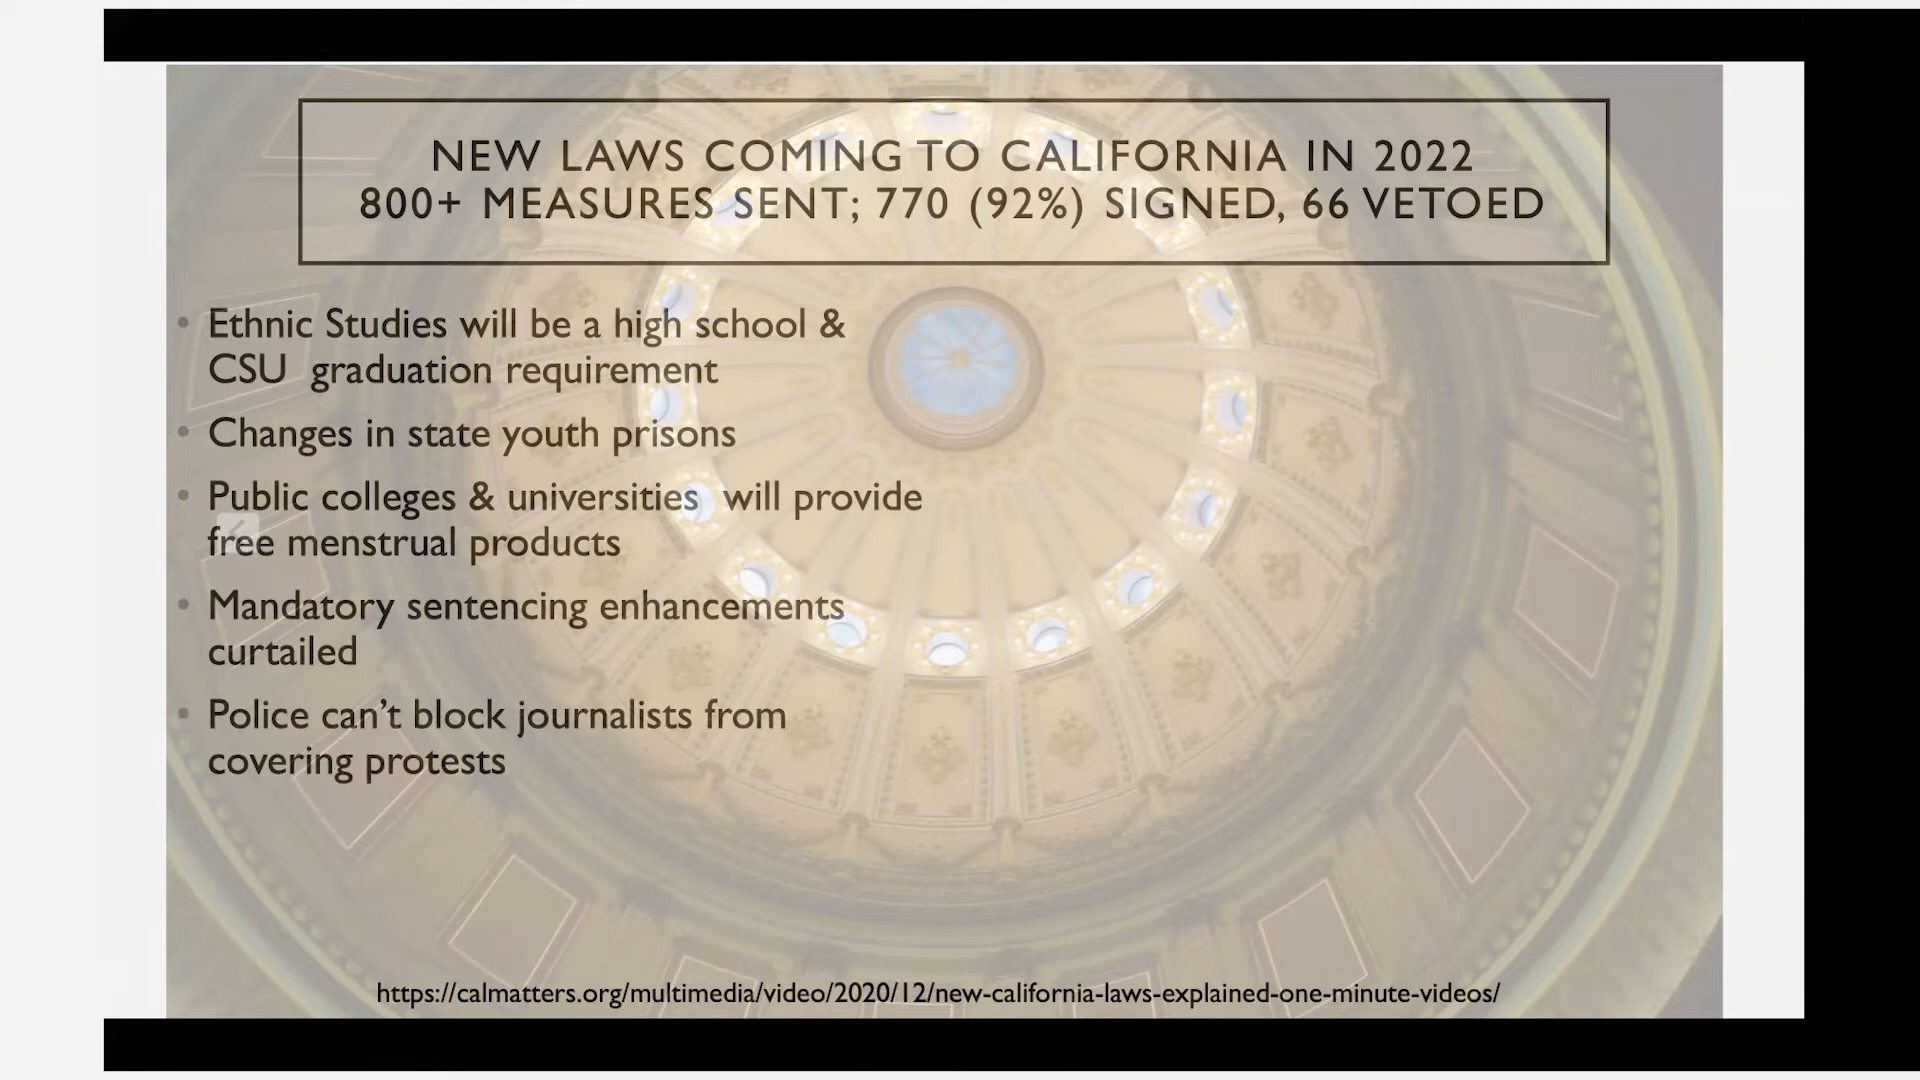 NEW LAWS COMING TO CALIFORNIA IN 2022
800+ MEASURES SENT; 770 (92%) SIGNED, 66 VETOED
• Ethnic Studies will be a high school &
CSU  graduation requirement
• Changes in state youth prisons
• Public colleges & universities  will provide
free menstrual products
• Mandatory sentencing enhancements
curtailed
• Police can’t block journalists from
covering protests
https://calmatters.org/multimedia/video/2020/12/new-california-laws-explained-one-minute-videos/